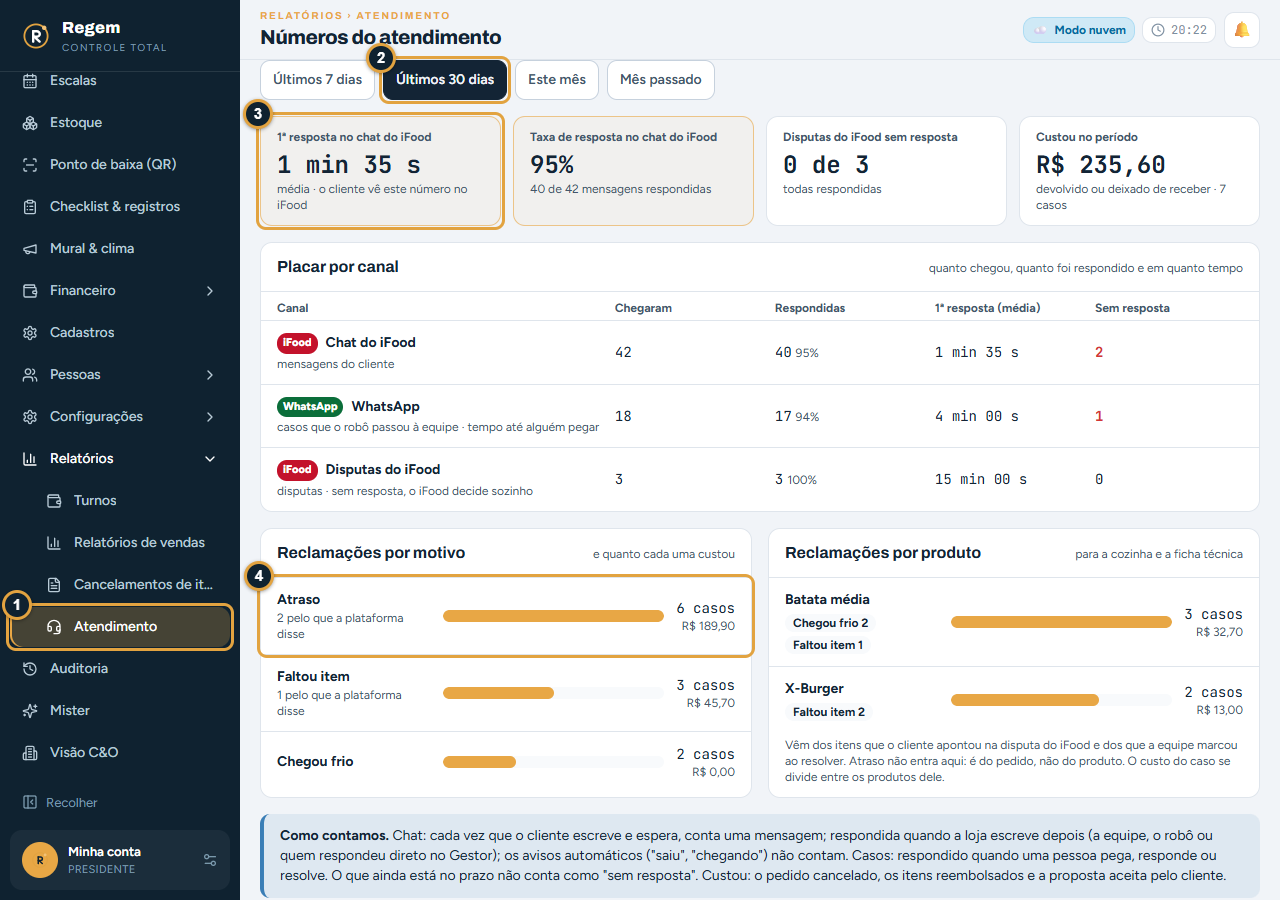 Regem
CONTROLE TOTAL
Escalas
Estoque
Ponto de baixa (QR)
Checklist & registros
Mural & clima
Financeiro
Cadastros
Pessoas
Configurações
Relatórios
Turnos
Relatórios de vendas
Cancelamentos de it...
1
Atendimento
Auditoria
Mister
Visão C&O
Recolher
R
Minha conta
PRESIDENTE
RELATÓRIOS › ATENDIMENTO
Números do atendimento
Modo nuvem
20:22
2
Últimos 7 dias
Últimos 30 dias
Este mês
Mês passado
3
1ª resposta no chat do iFood
1 min 35 s
média · o cliente vê este número no
iFood
Taxa de resposta no chat do iFood
95%
40 de 42 mensagens respondidas
Disputas do iFood sem resposta
0 de 3
todas respondidas
Custou no período
R$ 235,60
devolvido ou deixado de receber · 7
casos
Placar por canal
quanto chegou, quanto foi respondido e em quanto tempo
Canal Chegaram Respondidas 1ª resposta (média) Sem resposta
iFood Chat do iFood
mensagens do cliente
42 40 95% 1 min 35 s 2
WhatsApp WhatsApp
casos que o robô passou à equipe · tempo até alguém pegar
18 17 94% 4 min 00 s 1
iFood Disputas do iFood
disputas · sem resposta, o iFood decide sozinho
3 3 100% 15 min 00 s 0
Reclamações por motivo
e quanto cada uma custou
4
Atraso
2 pelo que a plataforma
disse
6 casos
R$ 189,90
Faltou item
1 pelo que a plataforma
disse
3 casos
R$ 45,70
Chegou frio
2 casos
R$ 0,00
Reclamações por produto
para a cozinha e a ficha técnica
Batata média
Chegou frio 2
Faltou item 1
3 casos
R$ 32,70
X-Burger
Faltou item 2
2 casos
R$ 13,00
Vêm dos itens que o cliente apontou na disputa do iFood e dos que a equipe marcou
ao resolver. Atraso não entra aqui: é do pedido, não do produto. O custo do caso se
divide entre os produtos dele.
Como contamos. Chat: cada vez que o cliente escreve e espera, conta uma mensagem; respondida quando a loja escreve depois (a equipe, o robô ou
quem respondeu direto no Gestor); os avisos automáticos ("saiu", "chegando") não contam. Casos: respondido quando uma pessoa pega, responde ou
resolve. O que ainda está no prazo não conta como "sem resposta". Custou: o pedido cancelado, os itens reembolsados e a proposta aceita pelo cliente.